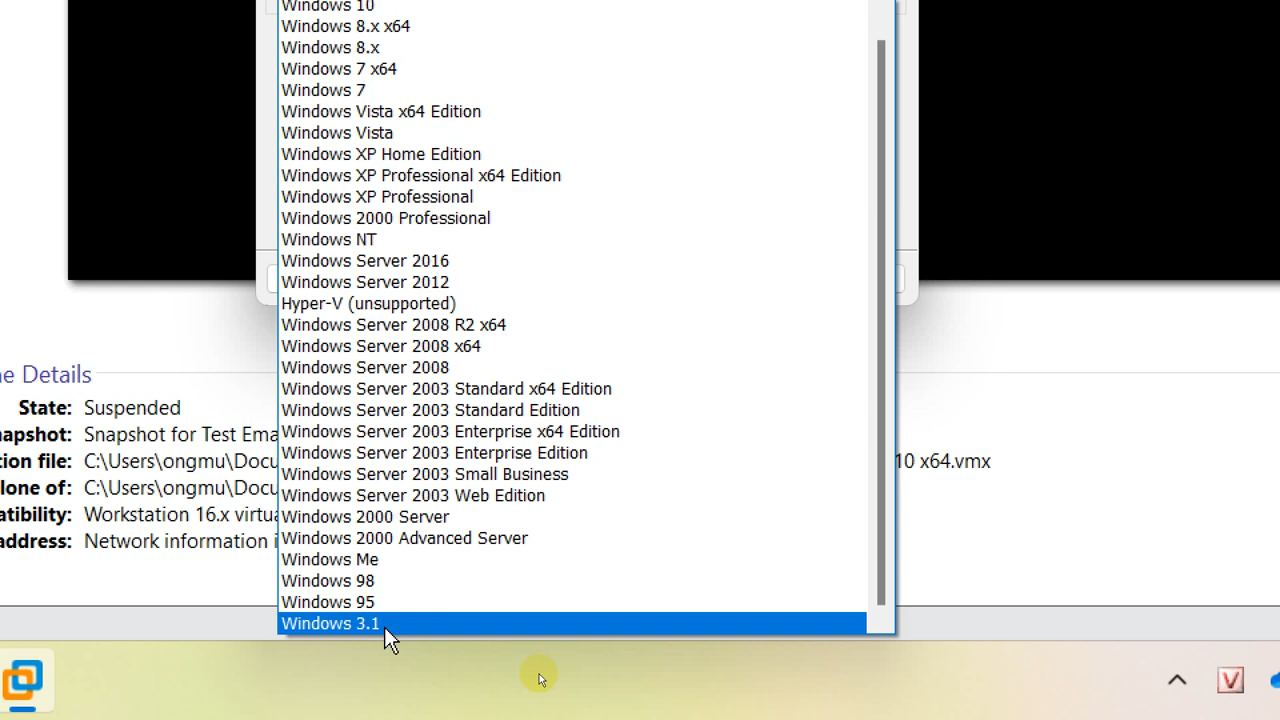 Windows 10
Windows 8.x x64
Windows 8.x
Windows 7 x64
Windows 7
Windows Vista x64 Edition
Windows Vista
Windows XP Home Edition
Windows XP Professional x64 Edition
Windows XP Professional
Windows 2000 Professional
Windows NT
Windows Server 2016
Windows Server 2012
Hyper-V (unsupported)
Windows Server 2008 R2 x64
Windows Server 2008 x64
Windows Server 2008
Windows Server 2003 Standard x64 Edition
Windows Server 2003 Standard Edition
Windows Server 2003 Enterprise x64 Edition
Windows Server 2003 Enterprise Edition
Windows Server 2003 Small Business
Windows Server 2003 Web Edition
Windows 2000 Server
Windows 2000 Advanced Server
Windows Me
Windows 98
Windows 95
Windows 3.1
ne Details
State: Suspended
napshot: Snapshot for Test Ema
tion file: C:\Users\ongmu\Docu 10 x64.vmx
lone of: C:\Users\ongmu\Docu
atibility: Workstation 16.x virtua
address: Network information i
V